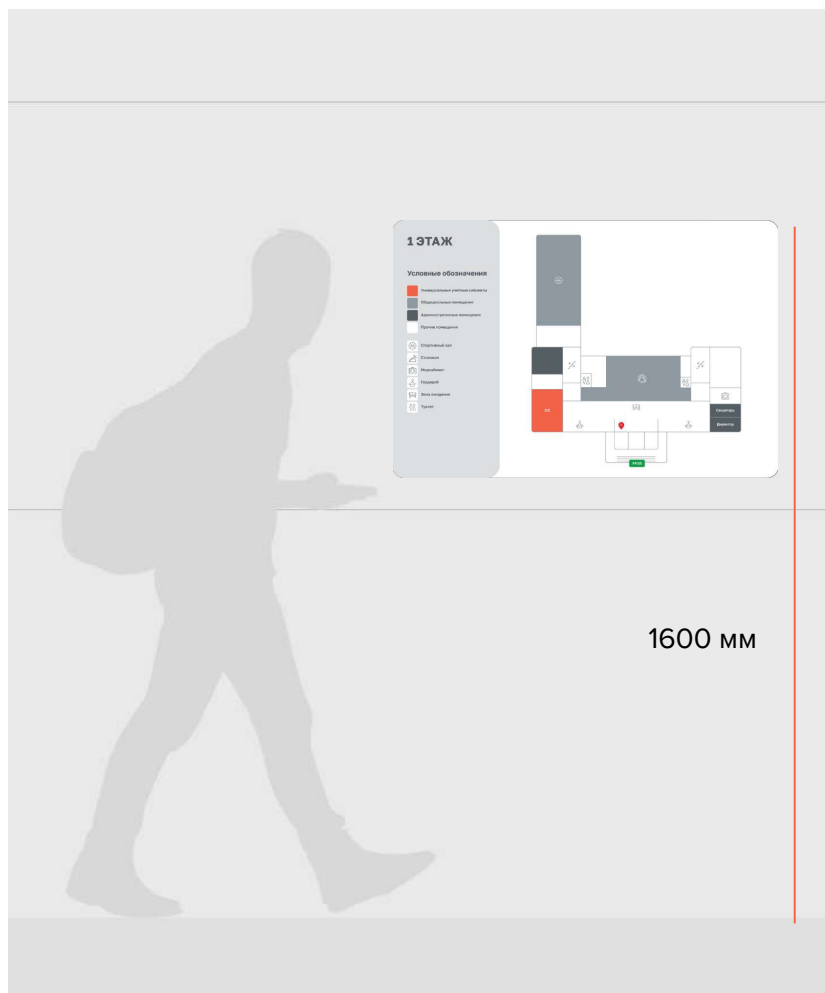 1 ЭТАЖ
Условные обозначения
Универсальные учебные кабинеты
Общешкольные помещения
Административные помещения
Прочие помещения
Спортивный зал
Столовая
Медкабинет
Гардероб
Зона ожидания
Туалет
Секретарь
Директор
ВХОД
1600 мм